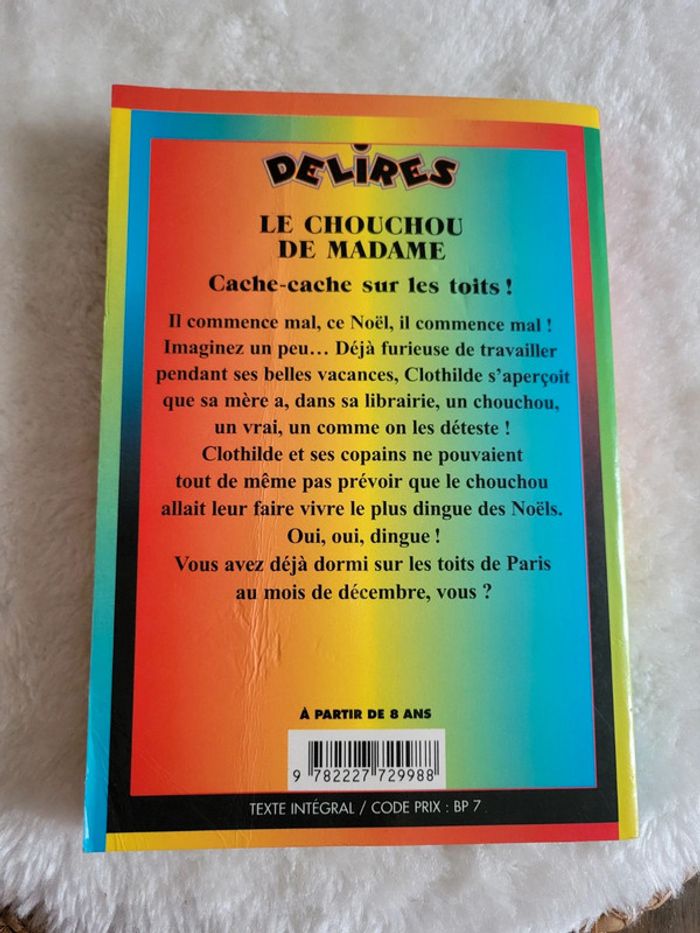 DELIRES
LE CHOUCHOU
DE MADAME
Cache-cache sur les toits !
Il commence mal, ce Noël, il commence mal !
Imaginez un peu... Déjà furieuse de travailler
pendant ses belles vacances, Clothilde s'aperçoit
que sa mère a, dans sa librairie, un chouchou,
un vrai, un comme on les déteste !
Clothilde et ses copains ne pouvaient
tout de même pas prévoir que le chouchou
allait leur faire vivre le plus dingue des Noëls.
Oui, oui, dingue !
Vous avez déjà dormi sur les toits de Paris
au mois de décembre, vous ?
À PARTIR DE 8 ANS
9 782227 729988
TEXTE INTÉGRAL / CODE PRIX : BP 7